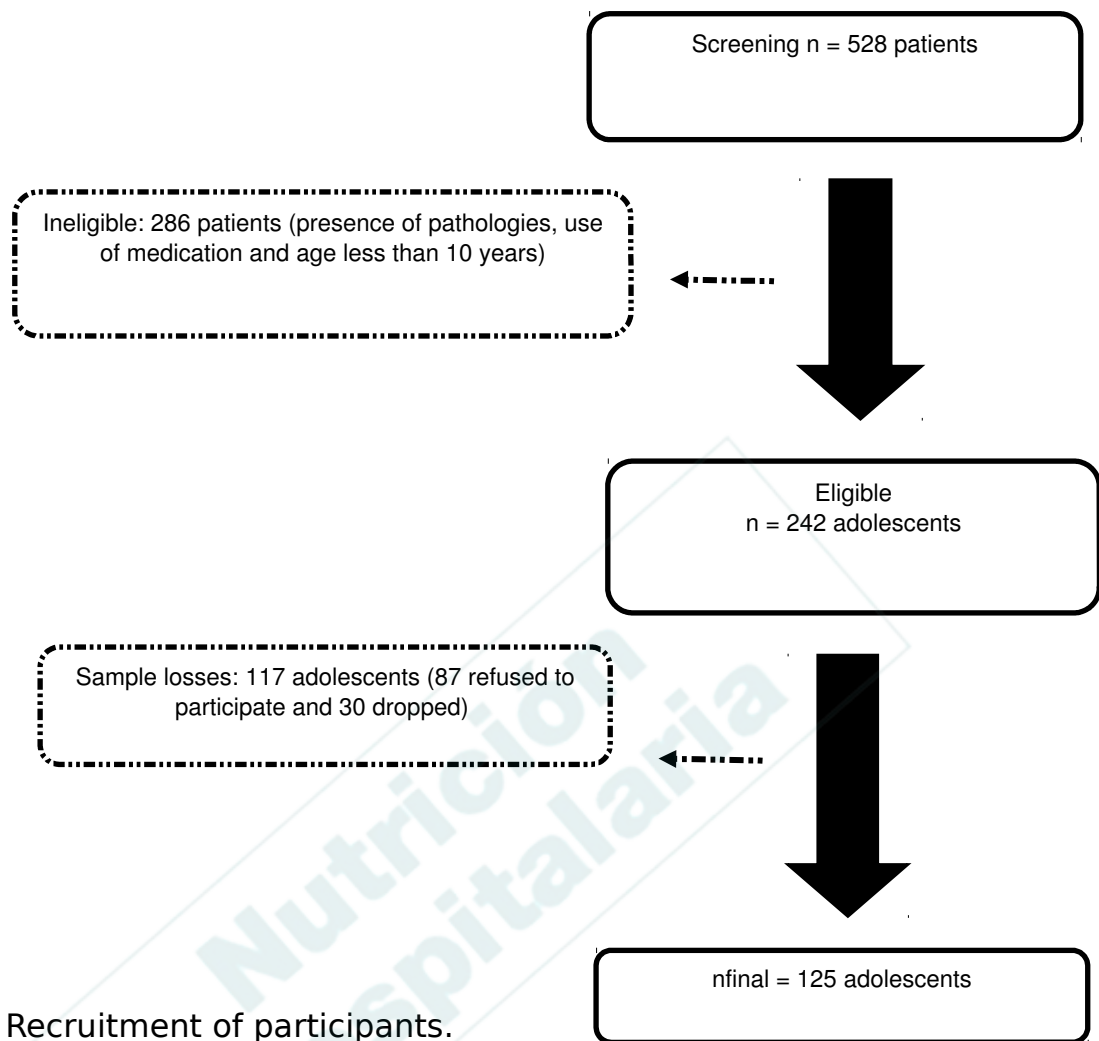 Screening n = 528 patients
Ineligible: 286 patients (presence of pathologies, use
of medication and age less than 10 years)
Eligible
n = 242 adolescents
Sample losses: 117 adolescents (87 refused to
participate and 30 dropped)
nfinal = 125 adolescents
Recruitment of participants.
Nutrición
spitalaria